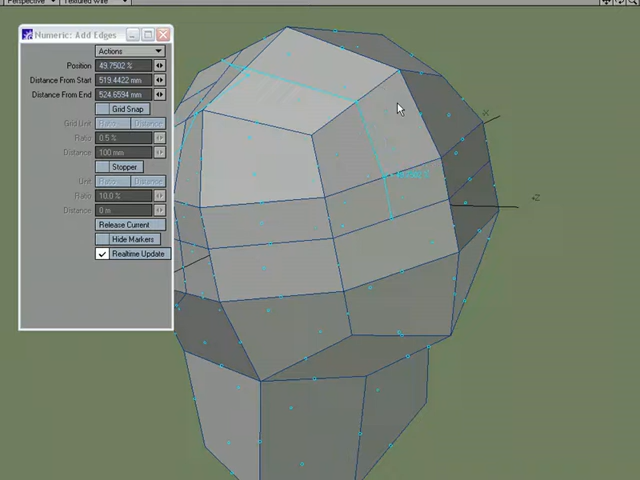 Perspective
Textured Wire
Numeric: Add Edges
Actions
Position 49.7502 %
Distance From Start 519.4422 mm
Distance From End 524.6594 mm
Grid Snap
Grid Unit Ratio Distance
Ratio 0.5 %
Distance 100 mm
Stopper
Unit Ratio Distance
Ratio 10.0 %
Distance 0 m
Release Current
Hide Markers
Realtime Update
X
Z